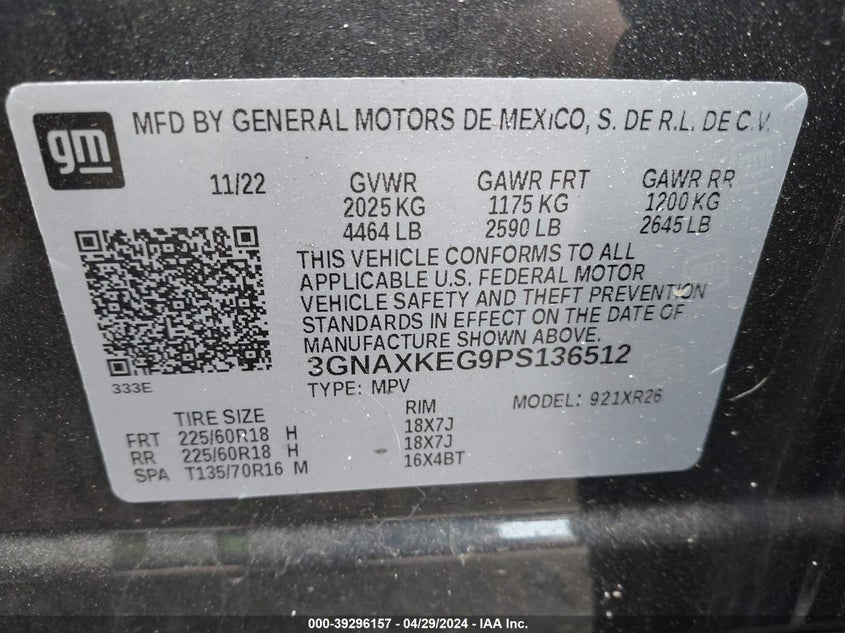 gm
MFD BY GENERAL MOTORS DE MEXICO, S. DE R.L. DE C.V.
11/22 GVWR GAWR FRT GAWR RR
2025 KG 1175 KG 1200 KG
4464 LB 2590 LB 2645 LB
THIS VEHICLE CONFORMS TO ALL
APPLICABLE U.S. FEDERAL MOTOR
VEHICLE SAFETY AND THEFT PREVENTION
STANDARDS IN EFFECT ON THE DATE OF
MANUFACTURE SHOWN ABOVE.
3GNAXKEG9PS136512
333E TYPE: MPV MODEL: 921XR26
TIRE SIZE RIM
FRT 225/60R18 H 18X7J
RR 225/60R18 H 18X7J
SPA T135/70R16 M 16X4BT
000-39296157 - 04/29/2024 - IAA Inc.